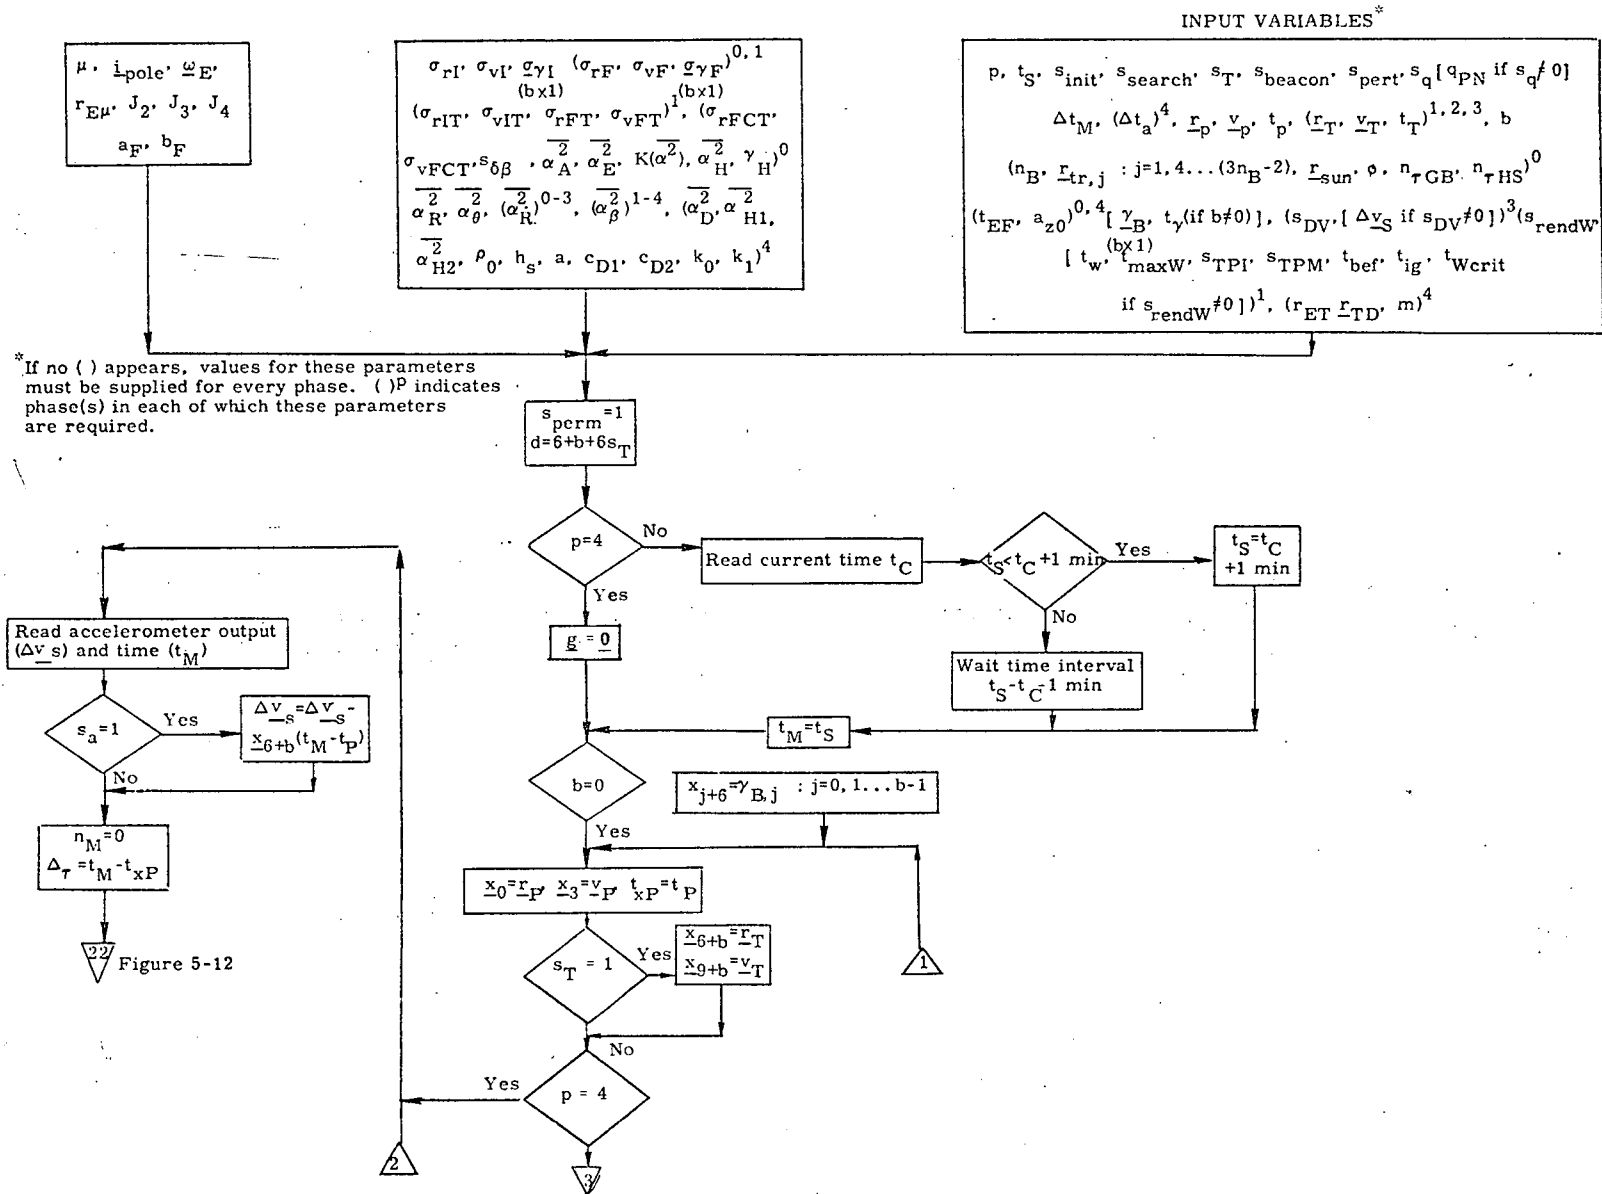 INPUT VARIABLES*
μ, i_pole, ω_E,
r_Eμ, J_2, J_3, J_4
a_F, b_F
σ_rI, σ_vI, σ_γI (σ_rF, σ_vF, σ_γF)^0, 1
(b x1) (b x1)
(σ_rIT, σ_vIT, σ_rFT, σ_vFT)^1, (σ_rFCT,
σ_vFCT, s_δβ, α_A^2, α_E^2, K(α^2), α_H^2, γ_H)^0
α_R^2, α_θ^2, (α_Ṙ^2)^0-3, (α_β^2)^1-4, (α_D^2, α_H1^2,
α_H2^2, ρ_0, h_s, a, c_D1, c_D2, k_0, k_1)^4
p, t_S, s_init, s_search, s_T, s_beacon, s_pert, s_q [q_PN if s_q≠0]
Δt_M, (Δt_a)^4, r_p, v_p, t_p, (r_T, v_T, t_T)^1, 2, 3, b
(n_B, r_tr, j : j=1, 4...(3n_B-2), r_sun, ϕ, n_τGB, n_τHS)^0
(t_EF, a_z0)^0, 4 [γ_B, t_γ(if b≠0)], (s_DV, [Δv_S if s_DV≠0])^3 (s_rendW,
(bx1)
[t_w, t_maxW, s_TPI, s_TPM, t_bef, t_ig, t_Wcrit
if s_rendW≠0])^1, (r_ET r_TD, m)^4
*If no ( ) appears, values for these parameters
must be supplied for every phase. ( )P indicates
phase(s) in each of which these parameters
are required.
s_perm=1
d=6+b+6s_T
p=4
No
Read current time t_C
t_S<t_C+1 min
Yes
t_S=t_C
+1 min
Yes
No
g = 0
Wait time interval
t_S-t_C-1 min
t_M=t_S
Read accelerometer output
(Δv_s) and time (t_M)
s_a=1
Yes
Δv_s=Δv_s-
x_6+b(t_M-t_P)
No
n_M=0
Δ_τ=t_M-t_xP
22
Figure 5-12
b=0
x_j+6=γ_B, j : j=0, 1...b-1
Yes
x_0=r_P, x_3=v_P, t_xP=t_P
s_T = 1
Yes
x_6+b=r_T
x_9+b=v_T
1
No
Yes
p = 4
2
3